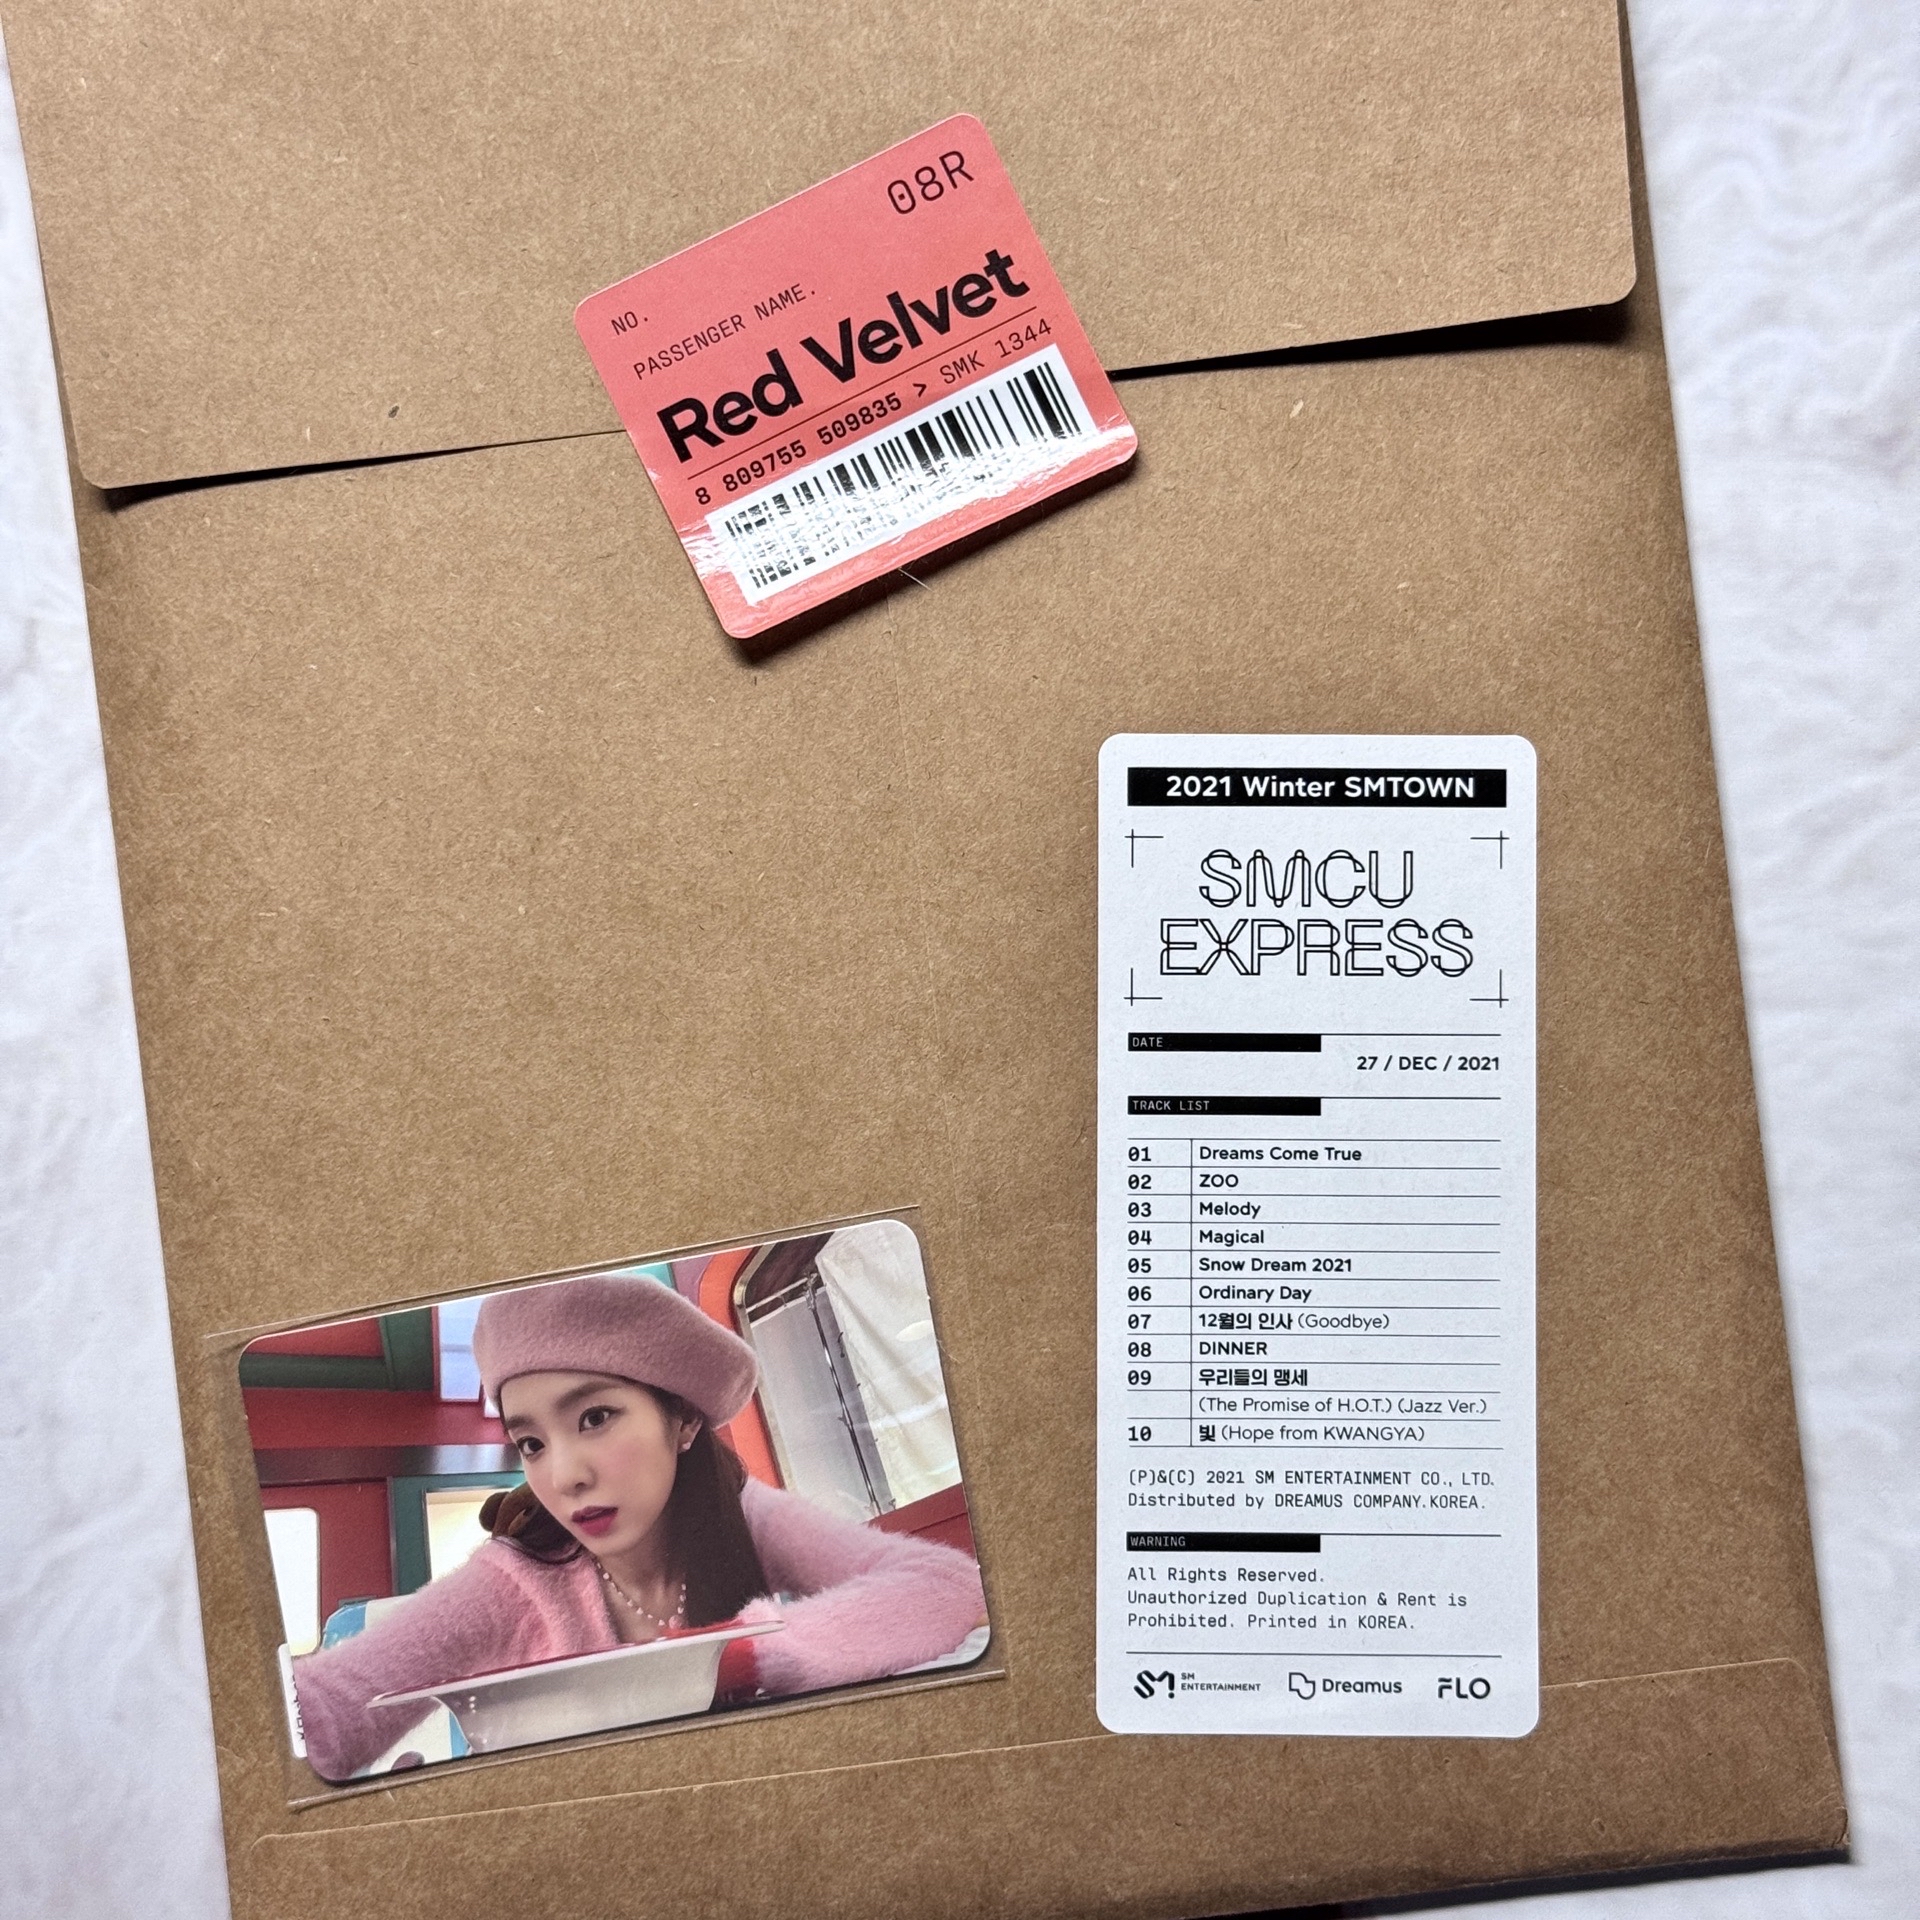 08R
NO.
PASSENGER NAME.
Red Velvet
8 809755 509835 > SMK 1344
2021 Winter SMTOWN
SMCU
EXPRESS
DATE
27 / DEC / 2021
TRACK LIST
01 Dreams Come True
02 ZOO
03 Melody
04 Magical
05 Snow Dream 2021
06 Ordinary Day
07 12월의 인사 (Goodbye)
08 DINNER
09 우리들의 맹세
(The Promise of H.O.T.) (Jazz Ver.)
10 빛 (Hope from KWANGYA)
(P)&(C) 2021 SM ENTERTAINMENT CO., LTD.
Distributed by DREAMUS COMPANY.KOREA.
WARNING
All Rights Reserved.
Unauthorized Duplication & Rent is
Prohibited. Printed in KOREA.
SM SM ENTERTAINMENT Dreamus FLO